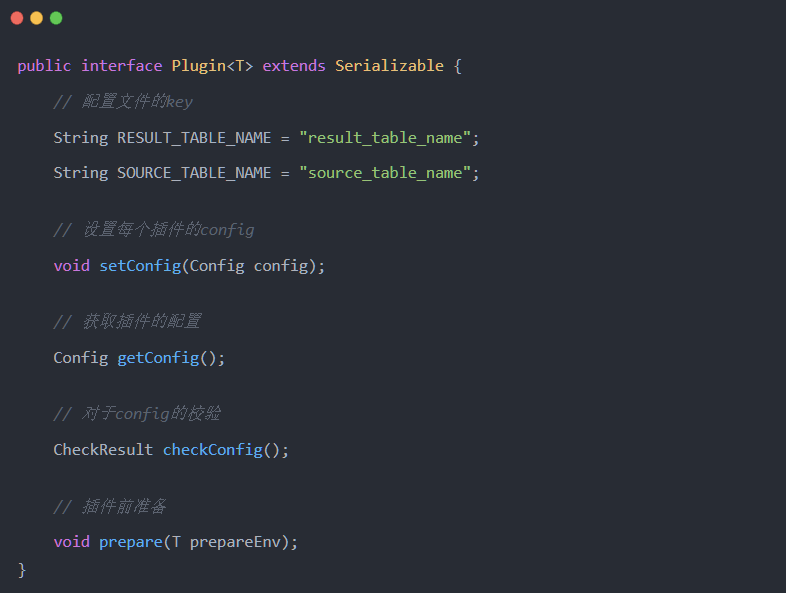 public interface Plugin<T> extends Serializable {
// 配置文件的key
String RESULT_TABLE_NAME = "result_table_name";
String SOURCE_TABLE_NAME = "source_table_name";
// 设置每个插件的config
void setConfig(Config config);
// 获取插件的配置
Config getConfig();
// 对于config的校验
CheckResult checkConfig();
// 插件前准备
void prepare(T prepareEnv);
}